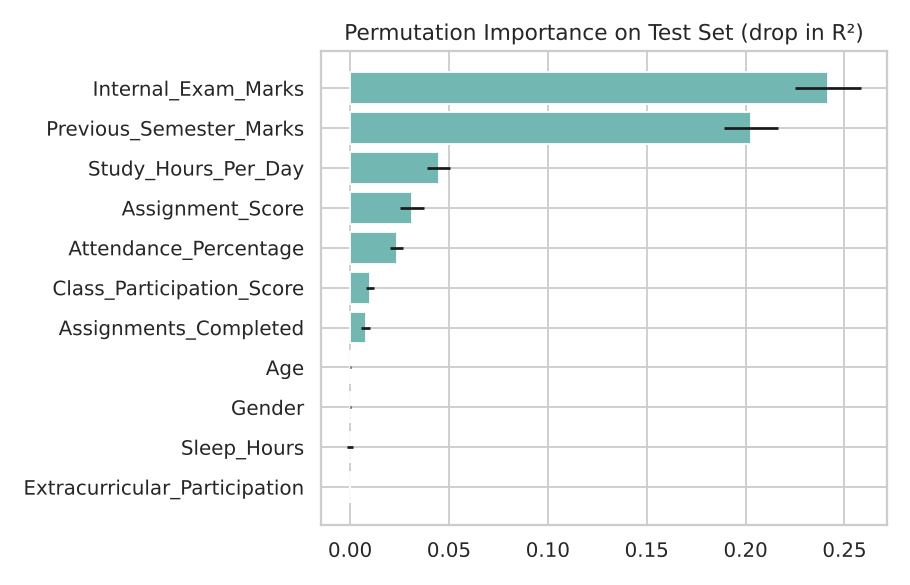 Permutation Importance on Test Set (drop in R²)
Internal_Exam_Marks
Previous_Semester_Marks
Study_Hours_Per_Day
Assignment_Score
Attendance_Percentage
Class_Participation_Score
Assignments_Completed
Age
Gender
Sleep_Hours
Extracurricular_Participation
0.00 0.05 0.10 0.15 0.20 0.25